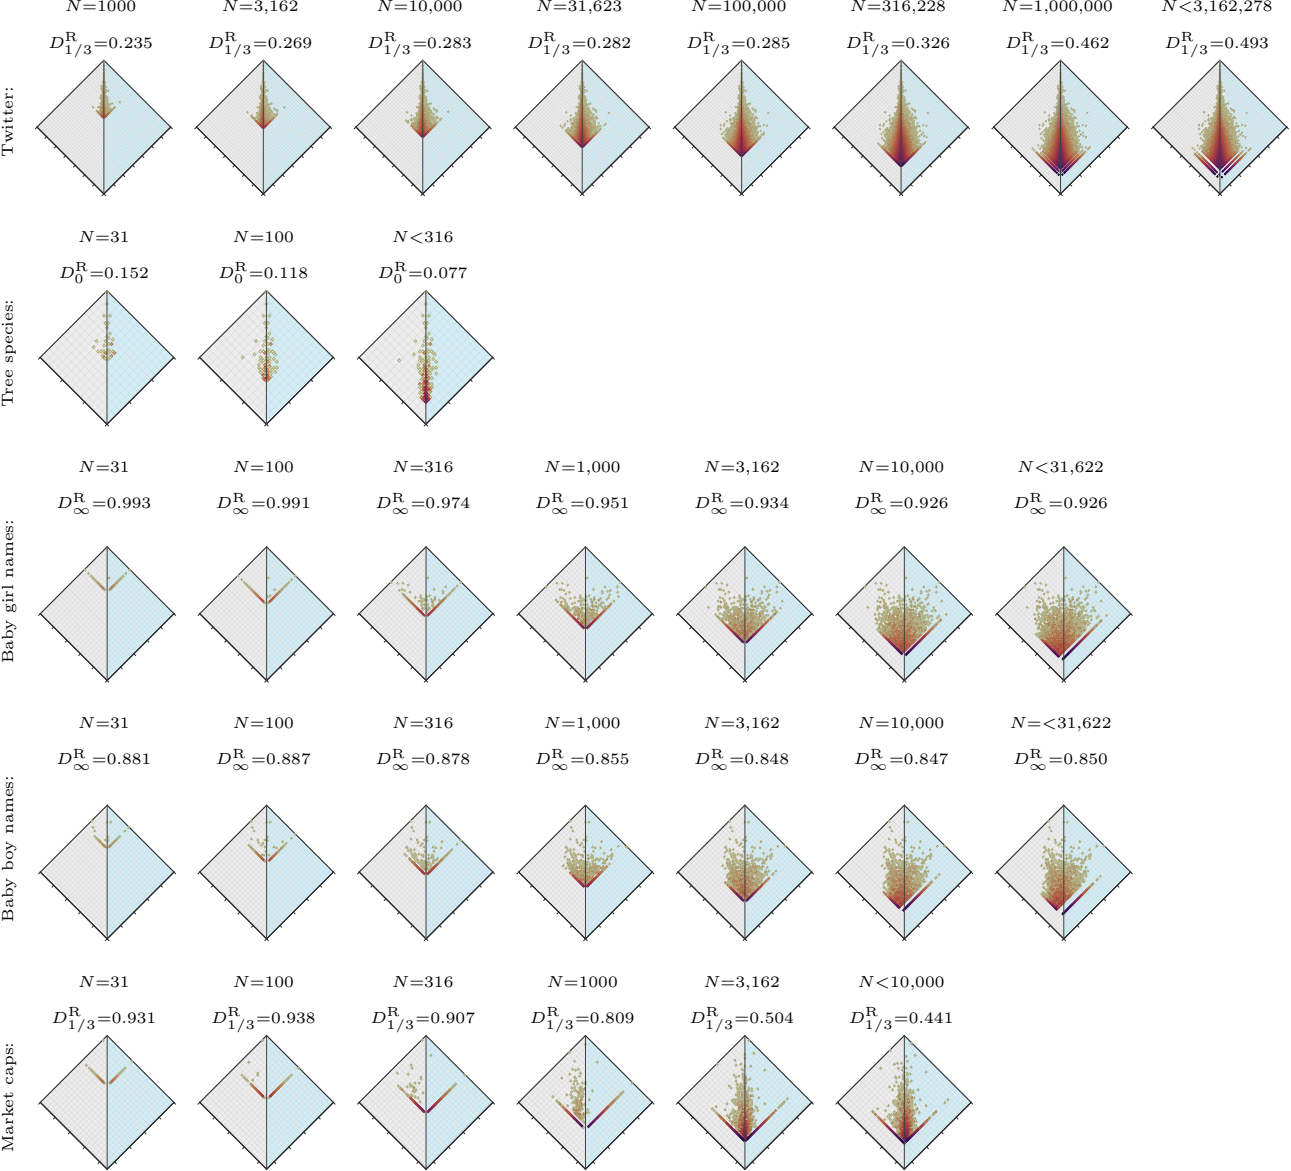 Twitter:
N=1000 N=3,162 N=10,000 N=31,623 N=100,000 N=316,228 N=1,000,000 N<3,162,278
D^R_{1/3}=0.235 D^R_{1/3}=0.269 D^R_{1/3}=0.283 D^R_{1/3}=0.282 D^R_{1/3}=0.285 D^R_{1/3}=0.326 D^R_{1/3}=0.462 D^R_{1/3}=0.493
Tree species:
N=31 N=100 N<316
D^R_0=0.152 D^R_0=0.118 D^R_0=0.077
Baby girl names:
N=31 N=100 N=316 N=1,000 N=3,162 N=10,000 N<31,622
D^R_∞=0.993 D^R_∞=0.991 D^R_∞=0.974 D^R_∞=0.951 D^R_∞=0.934 D^R_∞=0.926 D^R_∞=0.926
Baby boy names:
N=31 N=100 N=316 N=1,000 N=3,162 N=10,000 N=<31,622
D^R_∞=0.881 D^R_∞=0.887 D^R_∞=0.878 D^R_∞=0.855 D^R_∞=0.848 D^R_∞=0.847 D^R_∞=0.850
Market caps:
N=31 N=100 N=316 N=1000 N=3,162 N<10,000
D^R_{1/3}=0.931 D^R_{1/3}=0.938 D^R_{1/3}=0.907 D^R_{1/3}=0.809 D^R_{1/3}=0.504 D^R_{1/3}=0.441